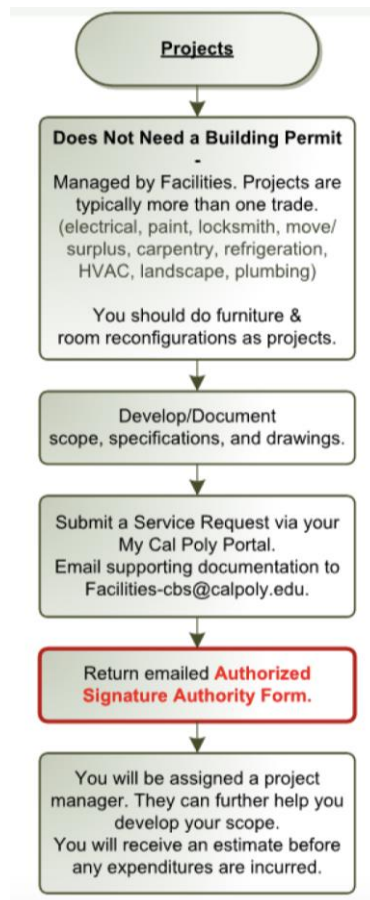 Projects
Does Not Need a Building Permit
-
Managed by Facilities. Projects are
typically more than one trade.
(electrical, paint, locksmith, move/
surplus, carpentry, refrigeration,
HVAC, landscape, plumbing)
You should do furniture &
room reconfigurations as projects.
Develop/Document
scope, specifications, and drawings.
Submit a Service Request via your
My Cal Poly Portal.
Email supporting documentation to
Facilities-cbs@calpoly.edu.
Return emailed Authorized
Signature Authority Form.
You will be assigned a project
manager. They can further help you
develop your scope.
You will receive an estimate before
any expenditures are incurred.